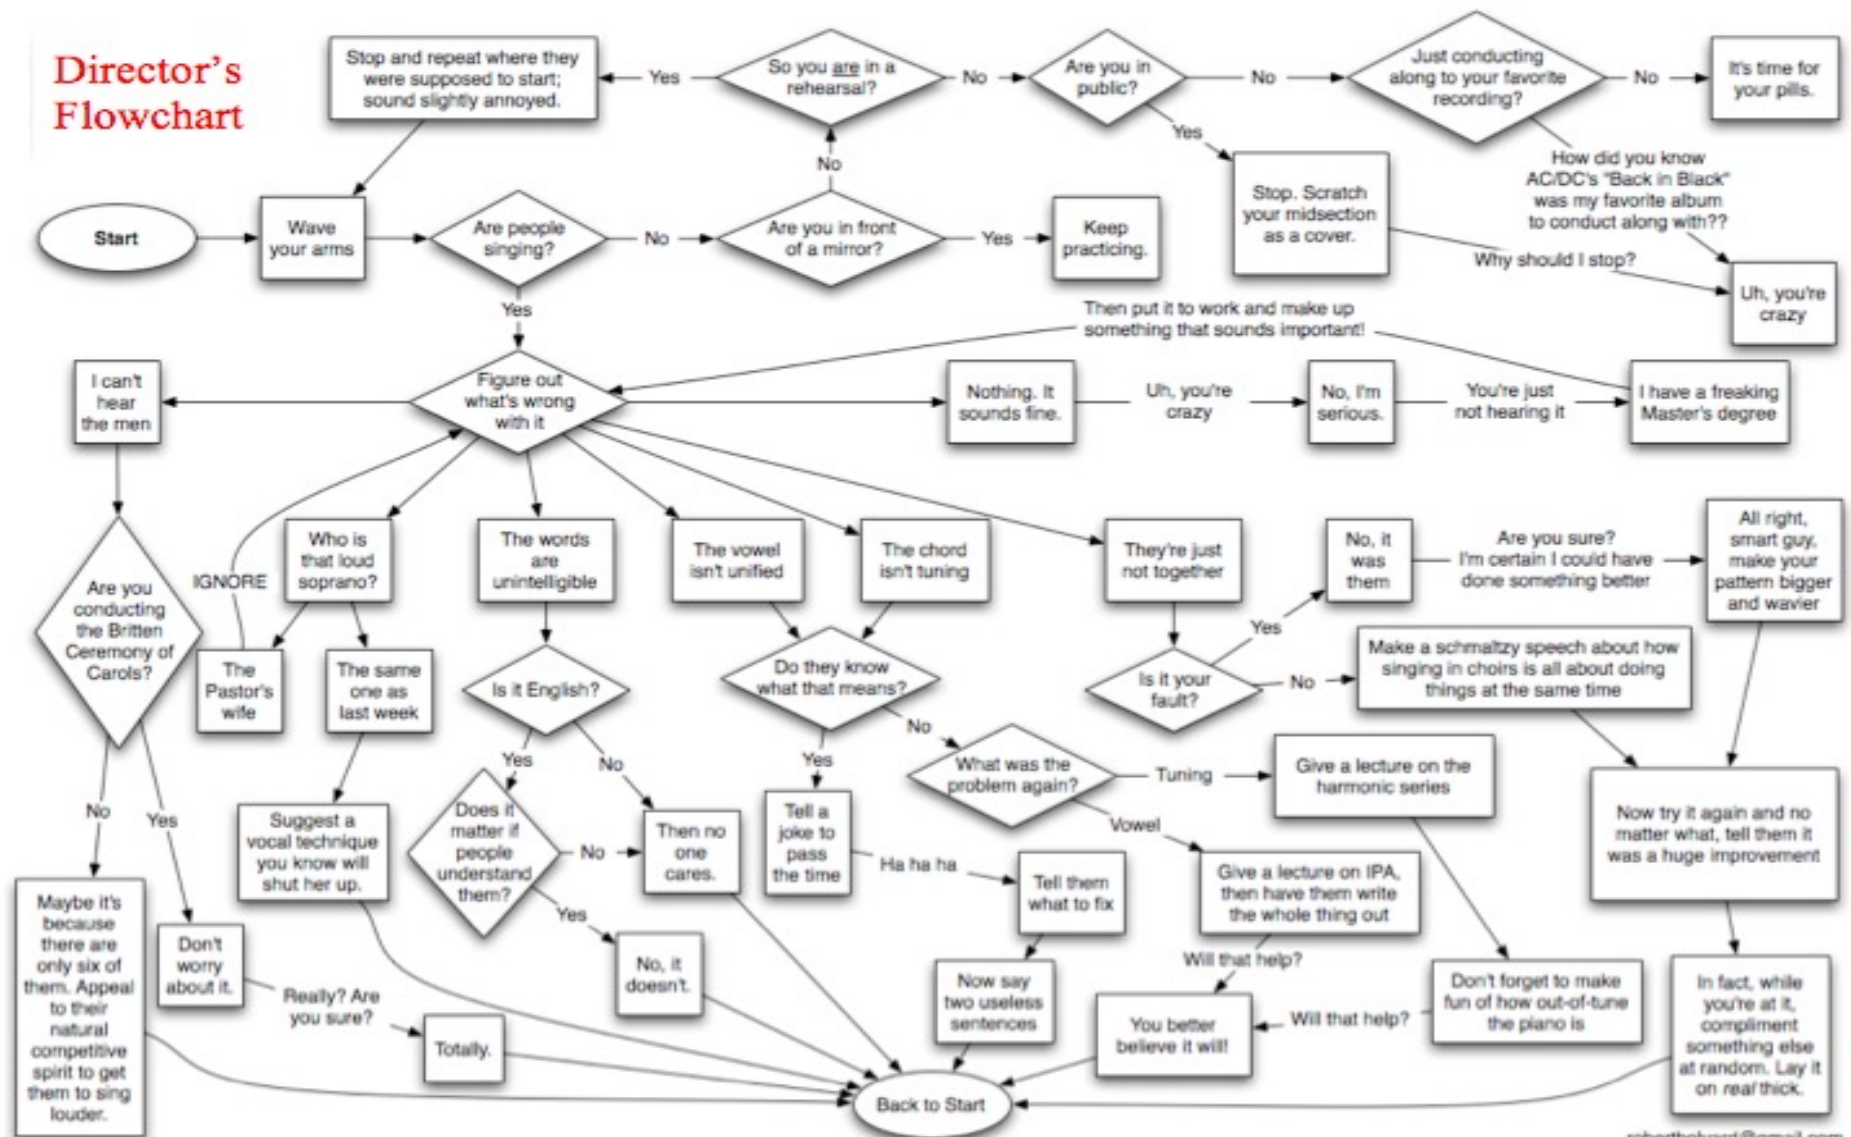 Director's
Flowchart
Stop and repeat where they
were supposed to start;
sound slightly annoyed.
Yes
So you are in a
rehearsal?
No
Are you in
public?
No
Just conducting
along to your favorite
recording?
No
It's time for
your pills.
Yes
No
How did you know
AC/DC's "Back in Black"
was my favorite album
to conduct along with??
Start
Wave
your arms
Are people
singing?
No
Are you in front
of a mirror?
Yes
Keep
practicing.
Stop. Scratch
your midsection
as a cover.
Why should I stop?
Uh, you're
crazy
Yes
Then put it to work and make up
something that sounds important!
I can't
hear
the men
Figure out
what's wrong
with it
Nothing. It
sounds fine.
Uh, you're
crazy
No, I'm
serious.
You're just
not hearing it
I have a freaking
Master's degree
Are you
conducting
the Britten
Ceremony of
Carols?
IGNORE
Who is
that loud
soprano?
The words
are
unintelligible
The vowel
isn't unified
The chord
isn't tuning
They're just
not together
No, it
was
them
Are you sure?
I'm certain I could have
done something better
All right,
smart guy,
make your
pattern bigger
and wavier
Yes
The
Pastor's
wife
The same
one as
last week
Is it English?
Do they know
what that means?
Is it your
fault?
No
Make a schmaltzy speech about how
singing in choirs is all about doing
things at the same time
No
Yes
Yes
No
Yes
No
What was the
problem again?
Tuning
Give a lecture on the
harmonic series
Vowel
Suggest a
vocal technique
you know will
shut her up.
Does it
matter if
people
understand
them?
No
Then no
one
cares.
Tell a
joke to
pass
the time
Ha ha ha
Tell them
what to fix
Give a lecture on IPA,
then have them write
the whole thing out
Now try it again and no
matter what, tell them it
was a huge improvement
Yes
Maybe it's
because
there are
only six of
them. Appeal
to their
natural
competitive
spirit to get
them to sing
louder.
Don't
worry
about it.
Really? Are
you sure?
Totally.
No, it
doesn't.
Now say
two useless
sentences
Will that help?
You better
believe it will!
Will that help?
Don't forget to make
fun of how out-of-tune
the piano is
In fact, while
you're at it,
compliment
something else
at random. Lay it
on real thick.
Back to Start